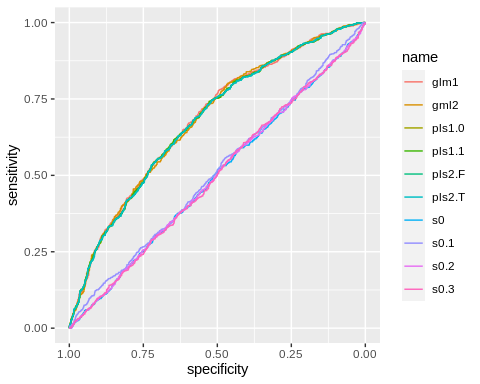 1.00
0.75
0.50
0.25
0.00
sensitivity
1.00 0.75 0.50 0.25 0.00
specificity
name
glm1
gml2
pls1.0
pls1.1
pls2.F
pls2.T
s0
s0.1
s0.2
s0.3